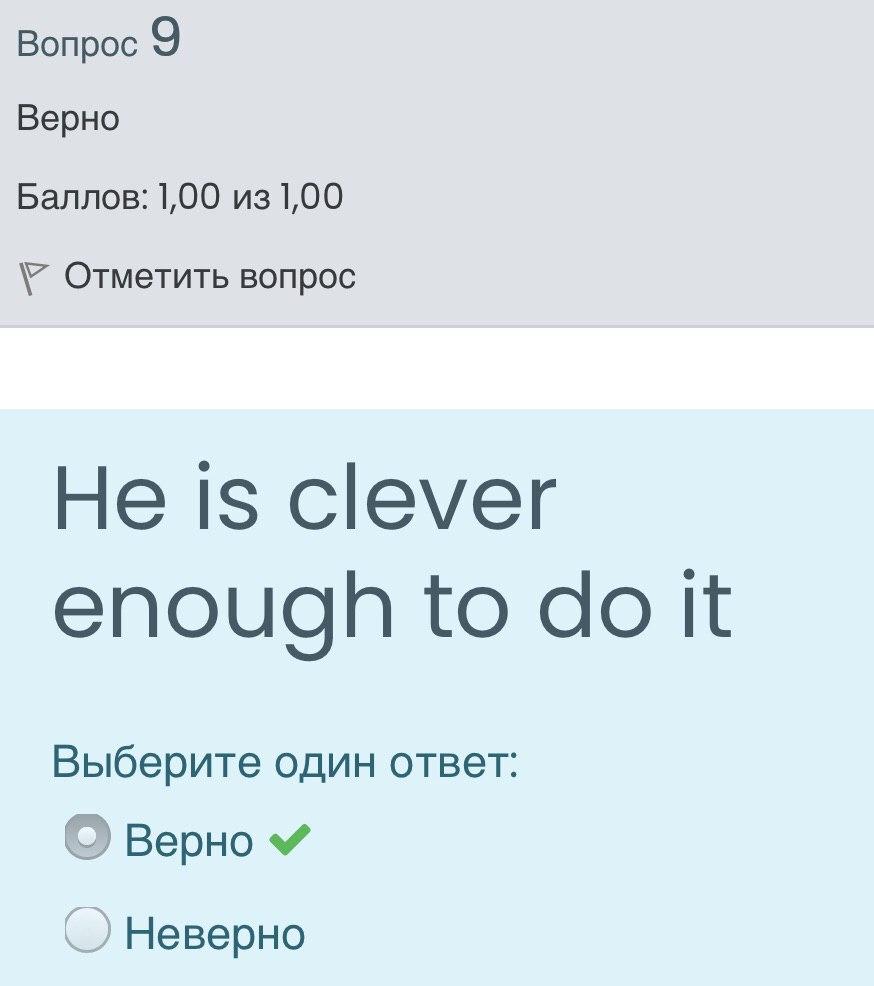 Вопрос 9
Верно
Баллов: 1,00 из 1,00
Отметить вопрос
He is clever
enough to do it
Выберите один ответ:
Верно
Неверно